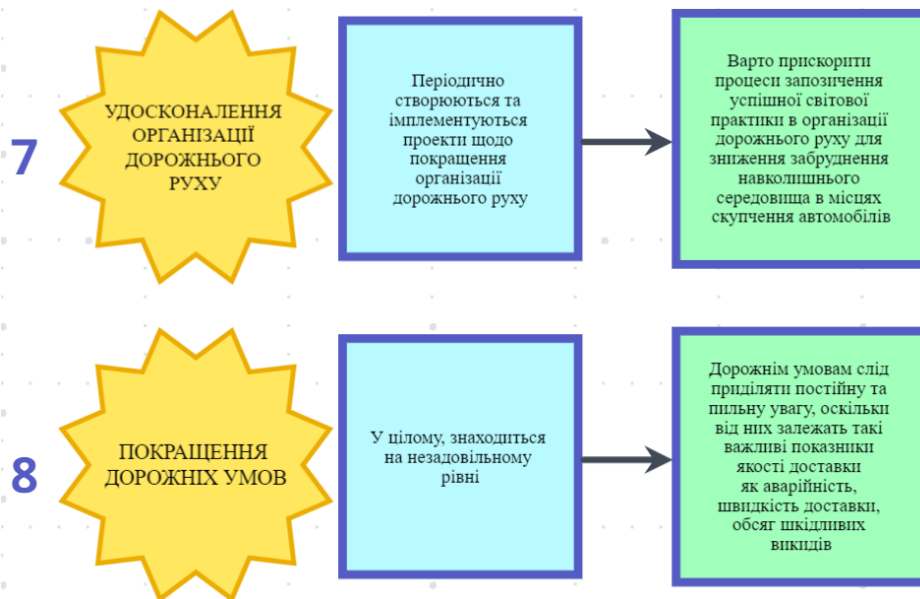 7
УДОСКОНАЛЕННЯ
ОРГАНІЗАЦІЇ
ДОРОЖНЬОГО
РУХУ
Періодично
створюються та
імплементуються
проекти щодо
покращення
організації
дорожнього руху
Варто прискорити
процеси запозичення
успішної світової
практики в організації
дорожнього руху для
зниження забруднення
навколишнього
середовища в місцях
скупчення автомобілів
8
ПОКРАЩЕННЯ
ДОРОЖНІХ УМОВ
У цілому, знаходиться
на незадовільному
рівні
Дорожнім умовам слід
приділяти постійну та
пильну увагу, оскільки
від них залежать такі
важливі показники
якості доставки
як аварійність,
швидкість доставки,
обсяг шкідливих
викидів